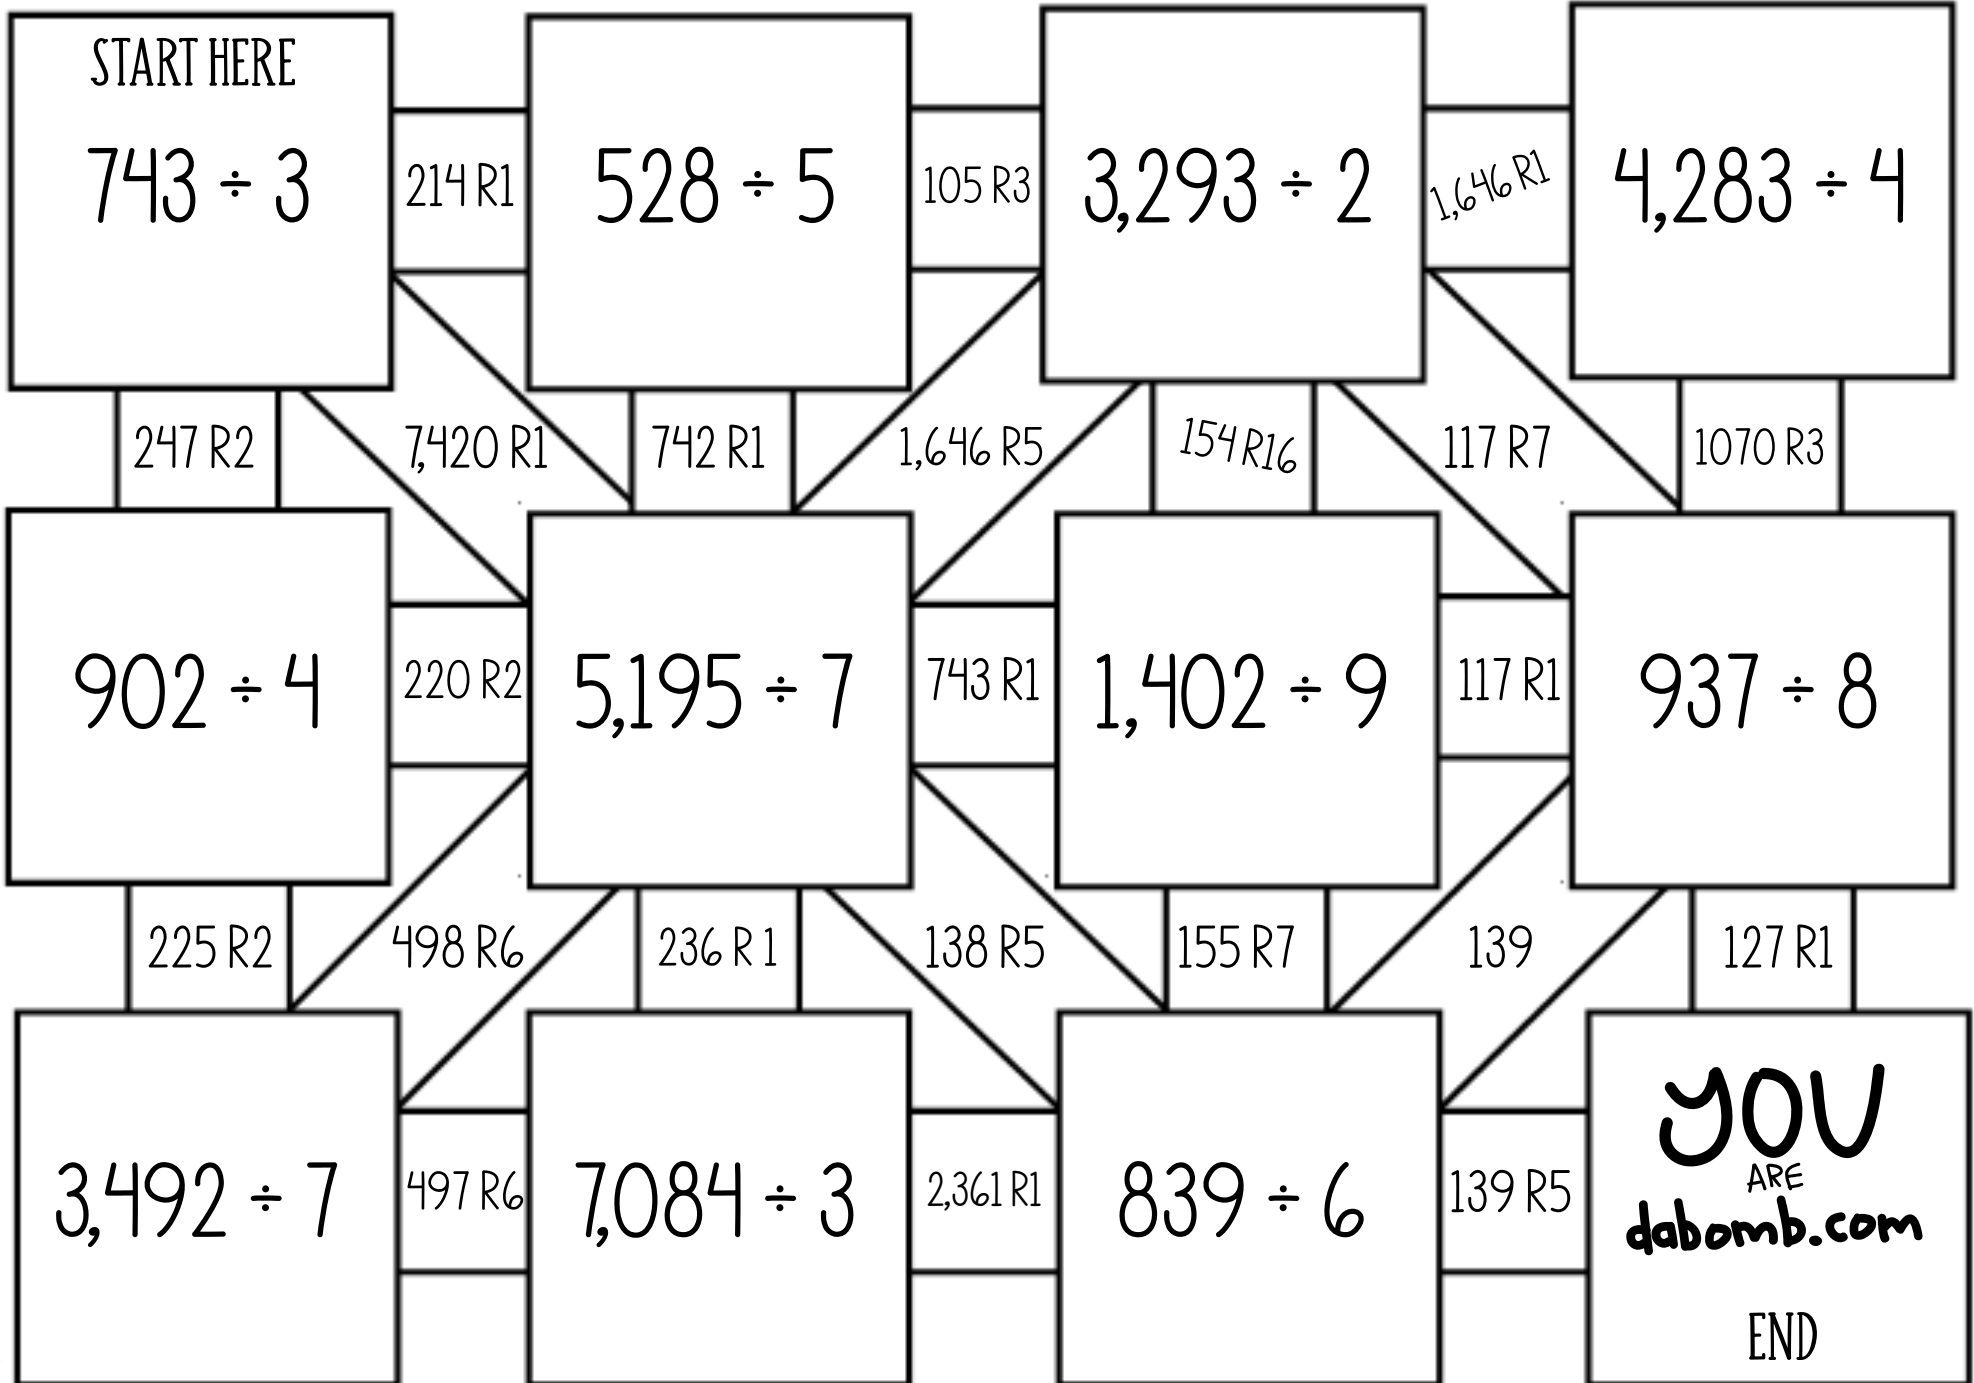 START HERE
743 ÷ 3
214 R1
528 ÷ 5
105 R3
3,293 ÷ 2
1,646 R1
4,283 ÷ 4
247 R2
7,420 R1
742 R1
1,646 R5
154 R16
117 R7
1070 R3
902 ÷ 4
220 R2
5,195 ÷ 7
743 R1
1,402 ÷ 9
117 R1
937 ÷ 8
225 R2
498 R6
236 R 1
138 R5
155 R7
139
127 R1
3,492 ÷ 7
497 R6
7,084 ÷ 3
2,361 R1
839 ÷ 6
139 R5
YOU
ARE
dabomb.com
END